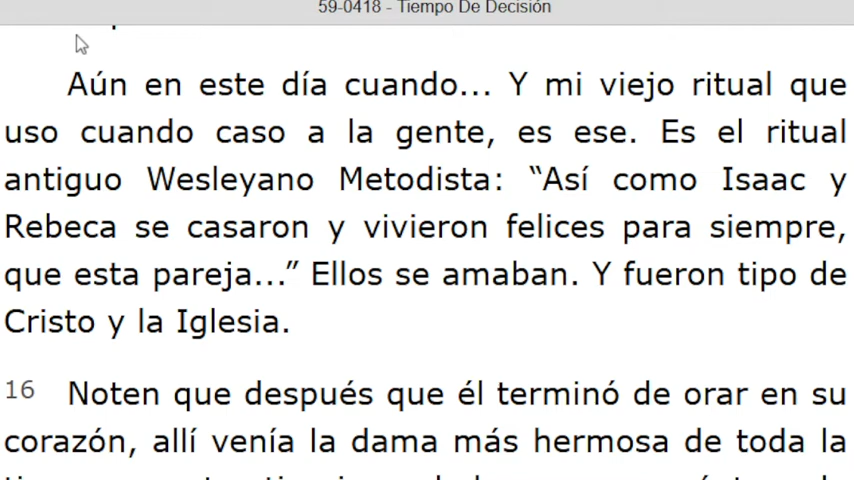 59-0418 - Tiempo De Decisión
Aún en este día cuando... Y mi viejo ritual que
uso cuando caso a la gente, es ese. Es el ritual
antiguo Wesleyano Metodista: “Así como Isaac y
Rebeca se casaron y vivieron felices para siempre,
que esta pareja...” Ellos se amaban. Y fueron tipo de
Cristo y la Iglesia.
16 Noten que después que él terminó de orar en su
corazón, allí venía la dama más hermosa de toda la